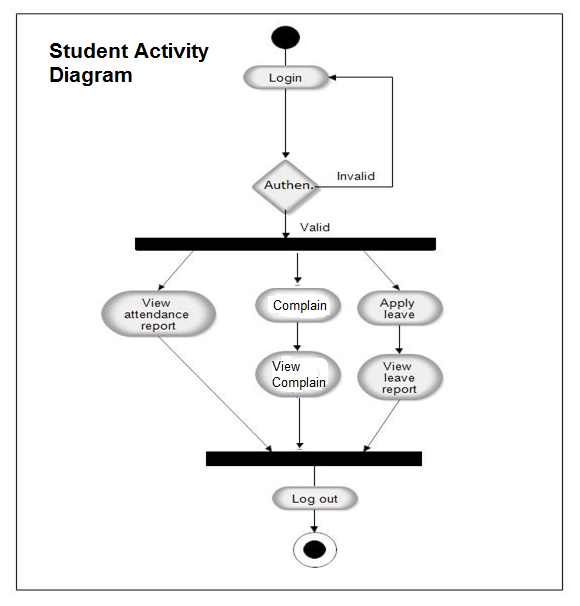 Student Activity
Diagram
Login
Invalid
Authen.
Valid
View
attendance
report
Complain
Apply
leave
View
Complain
View
leave
report
Log out